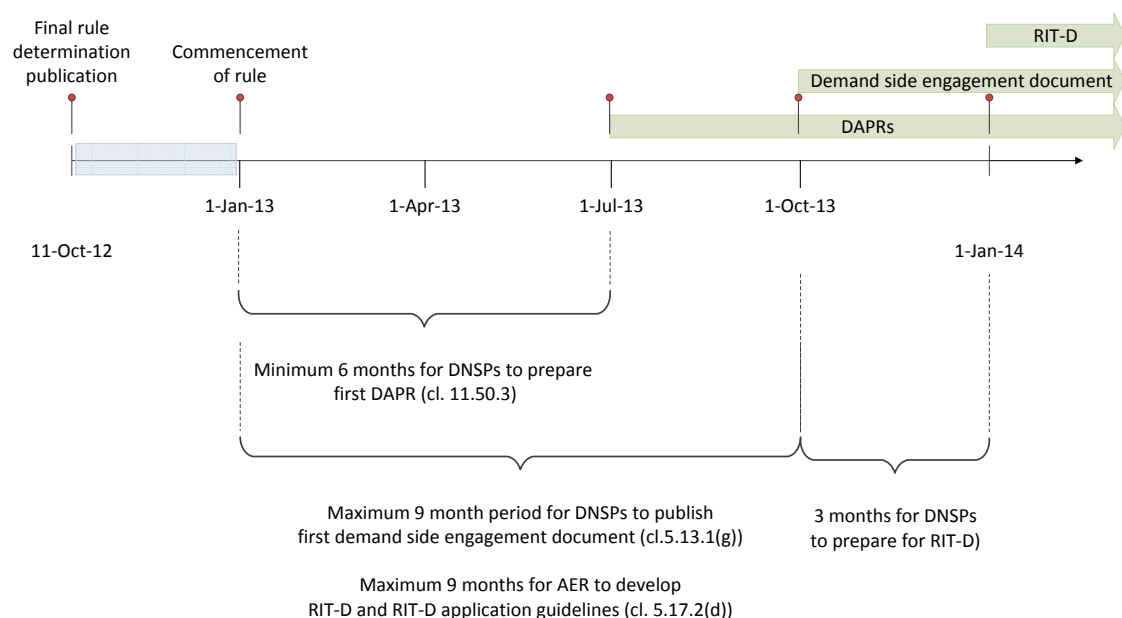 Final rule
determination
publication
Commencement
of rule
RIT-D
Demand side engagement document
DAPRs
1-Jan-13
1-Apr-13
1-Jul-13
1-Oct-13
11-Oct-12
1-Jan-14
Minimum 6 months for DNSPs to prepare
first DAPR (cl. 11.50.3)
Maximum 9 month period for DNSPs to publish
first demand side engagement document (cl.5.13.1(g))
3 months for DNSPs
to prepare for RIT-D)
Maximum 9 months for AER to develop
RIT-D and RIT-D application guidelines (cl. 5.17.2(d))